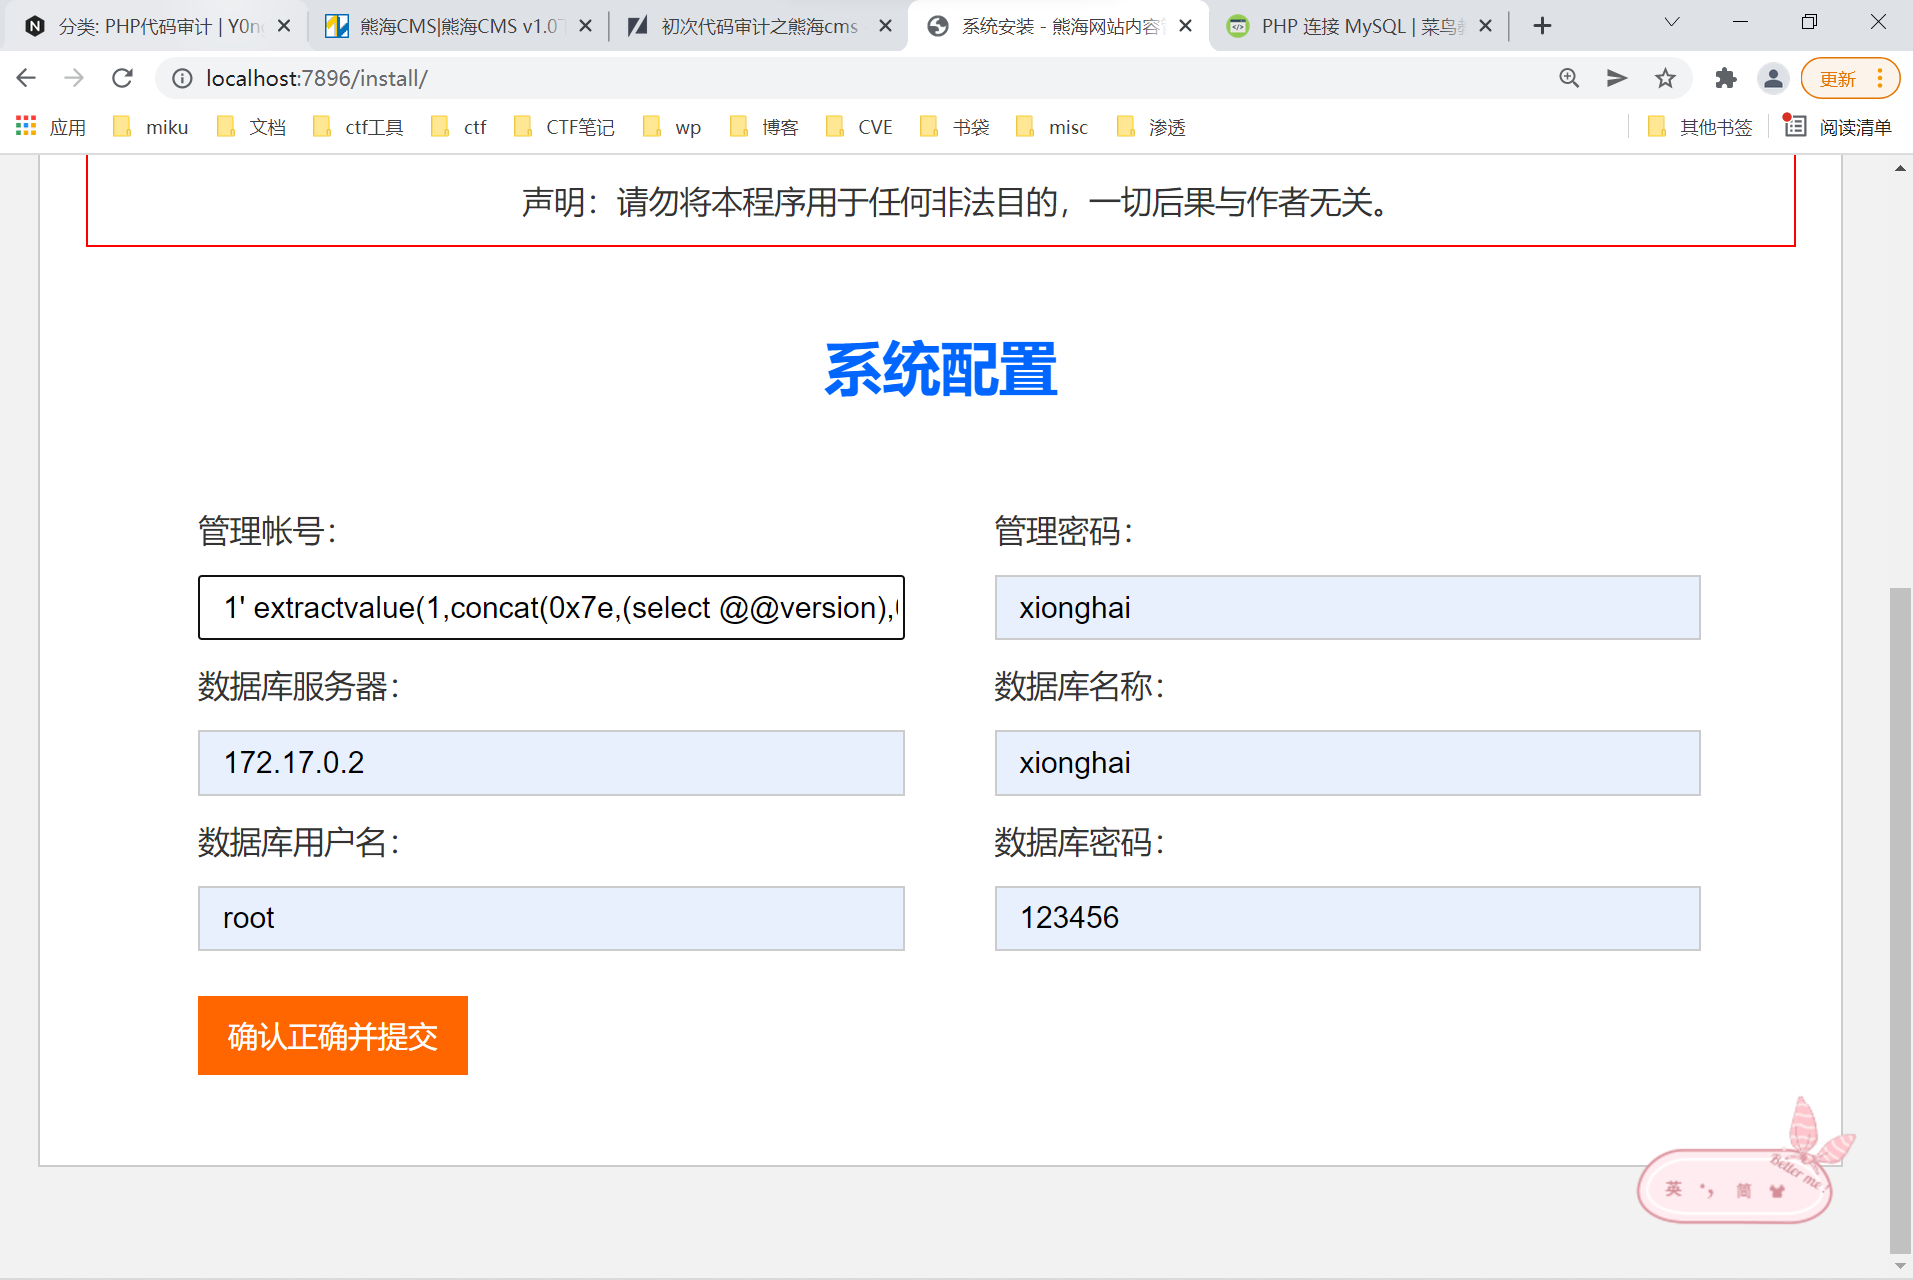 分类: PHP代码审计 | Y0n
熊海CMS|熊海CMS v1.0
初次代码审计之熊海cms
系统安装 - 熊海网站内容
PHP 连接 MySQL | 菜鸟
localhost:7896/install/
更新
应用 miku 文档 ctf工具 ctf CTF笔记 wp 博客 CVE 书袋 misc 渗透 其他书签 阅读清单
声明：请勿将本程序用于任何非法目的，一切后果与作者无关。
系统配置
管理帐号：
管理密码：
1' extractvalue(1,concat(0x7e,(select @@version),
xionghai
数据库服务器：
数据库名称：
172.17.0.2
xionghai
数据库用户名：
数据库密码：
root
123456
确认正确并提交
Better me!
英 •, 简